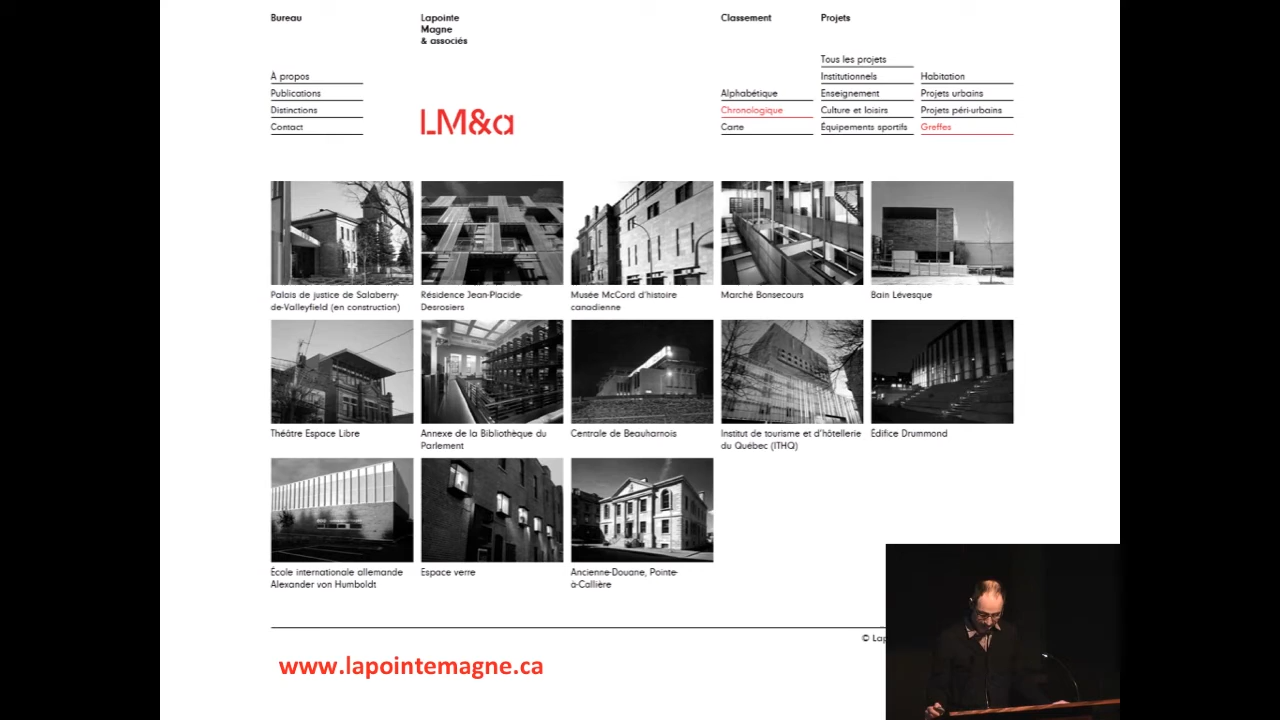 Bureau
Lapointe
Magne
& associés
Classement
Projets
À propos
Publications
Distinctions
Contact
LM&a
Alphabétique
Chronologique
Carte
Tous les projets
Institutionnels
Enseignement
Culture et loisirs
Équipements sportifs
Habitation
Projets urbains
Projets péri-urbains
Greffes
Palais de justice de Salaberry-
de-Valleyfield (en construction)
Résidence Jean-Placide-
Desrosiers
Musée McCord d'histoire
canadienne
Marché Bonsecours
Bain Lévesque
Théâtre Espace Libre
Annexe de la Bibliothèque du
Parlement
Centrale de Beauharnois
Institut de tourisme et d'hôtellerie
du Québec (ITHQ)
Édifice Drummond
École internationale allemande
Alexander von Humboldt
Espace verre
Ancienne-Douane, Pointe-
à-Callière
©
www.lapointemagne.ca